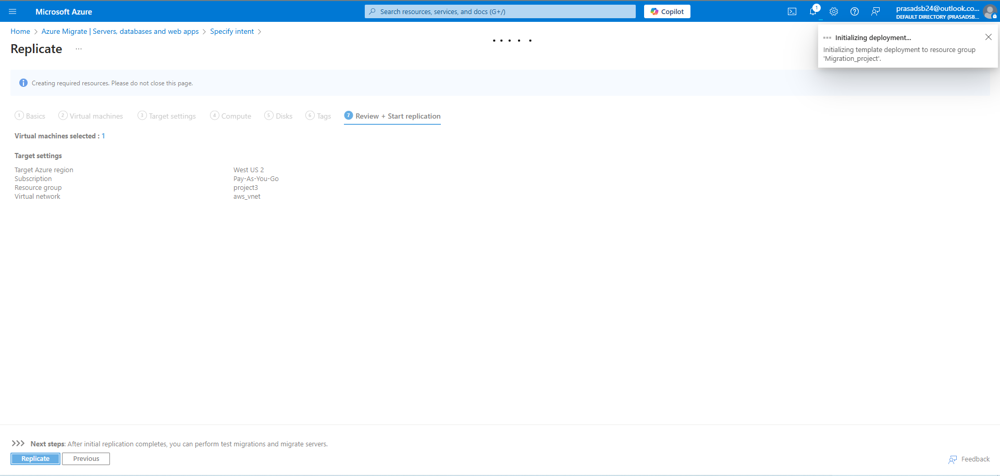 Microsoft Azure
Search resources, services, and docs (G+/)
Copilot
1
prasadsb24@outlook.co...
DEFAULT DIRECTORY (PRASADSB...
Home > Azure Migrate | Servers, databases and web apps > Specify intent >
Replicate ...
Initializing deployment...
Initializing template deployment to resource group
'Migration_project'.
Creating required resources. Please do not close this page.
1 Basics 2 Virtual machines 3 Target settings 4 Compute 5 Disks 6 Tags 7 Review + Start replication
Virtual machines selected : 1
Target settings
Target Azure region West US 2
Subscription Pay-As-You-Go
Resource group project3
Virtual network aws_vnet
>>> Next steps: After initial replication completes, you can perform test migrations and migrate servers.
Replicate Previous
Feedback